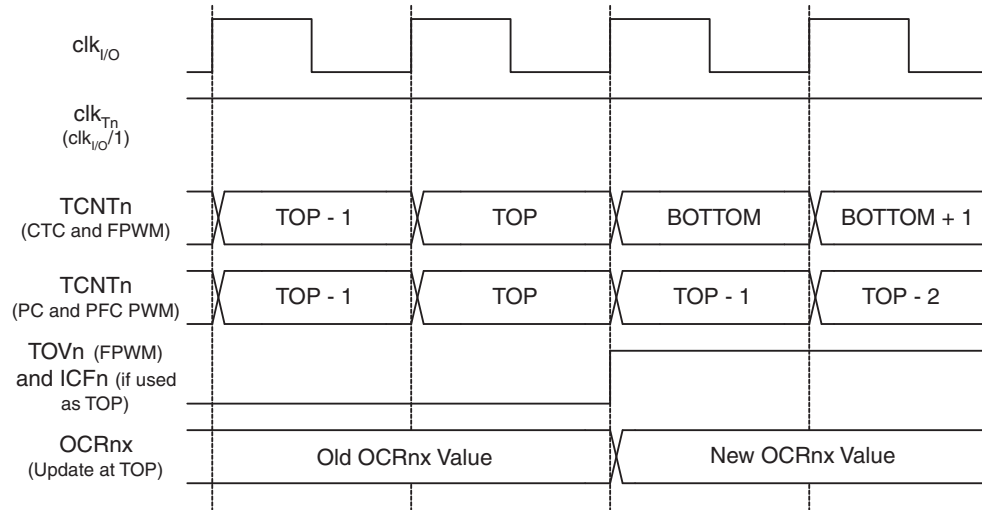 clkI/O
clkTn
(clkI/O/1)
TCNTn
(CTC and FPWM)
TOP - 1
TOP
BOTTOM
BOTTOM + 1
TCNTn
(PC and PFC PWM)
TOP - 1
TOP
TOP - 1
TOP - 2
TOVn (FPWM)
and ICFn (if used
as TOP)
OCRnx
(Update at TOP)
Old OCRnx Value
New OCRnx Value